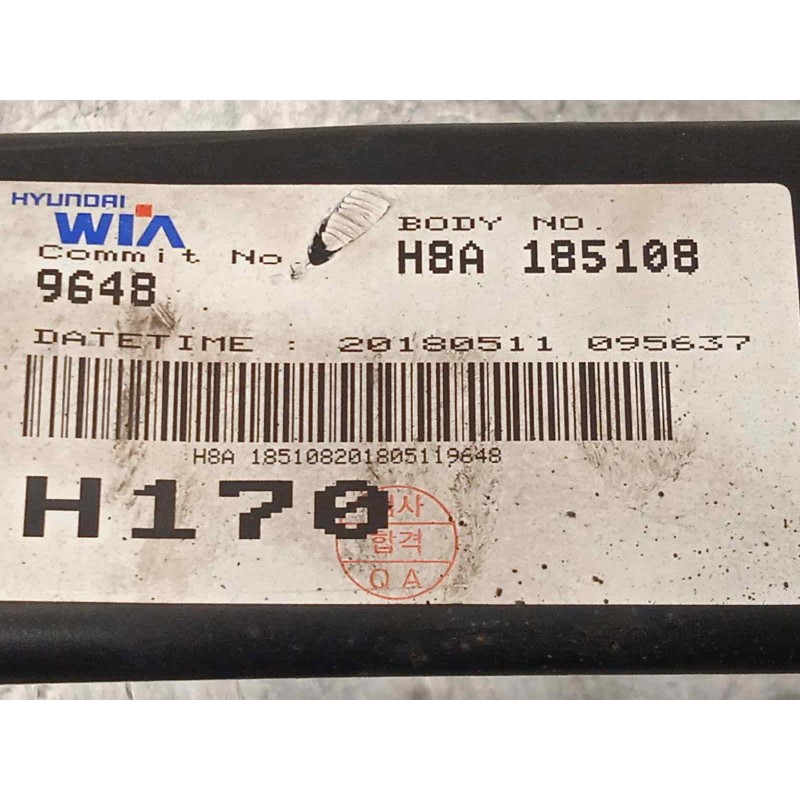 HYUNDAI
WIA
Commit No
9648
BODY NO.
H8A 185108
DATETIME : 20180511 095637
H8A 185108201805119648
H170
검사
합격
QA